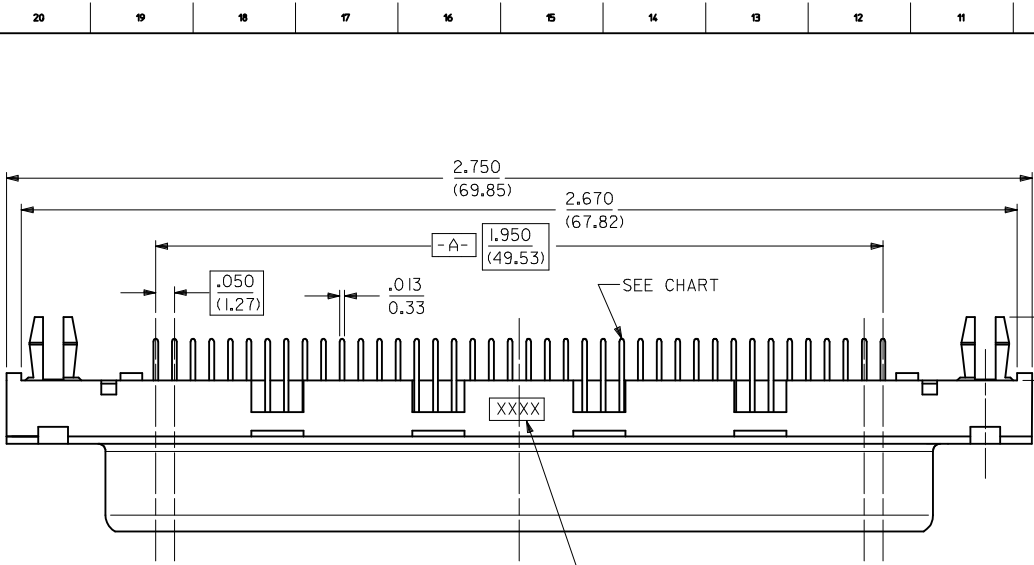 20 19 18 17 16 15 14 13 12 11
2.750
(69.85)
2.670
(67.82)
-A-
1.950
(49.53)
.050
(1.27)
.013
0.33
SEE CHART
XXXX